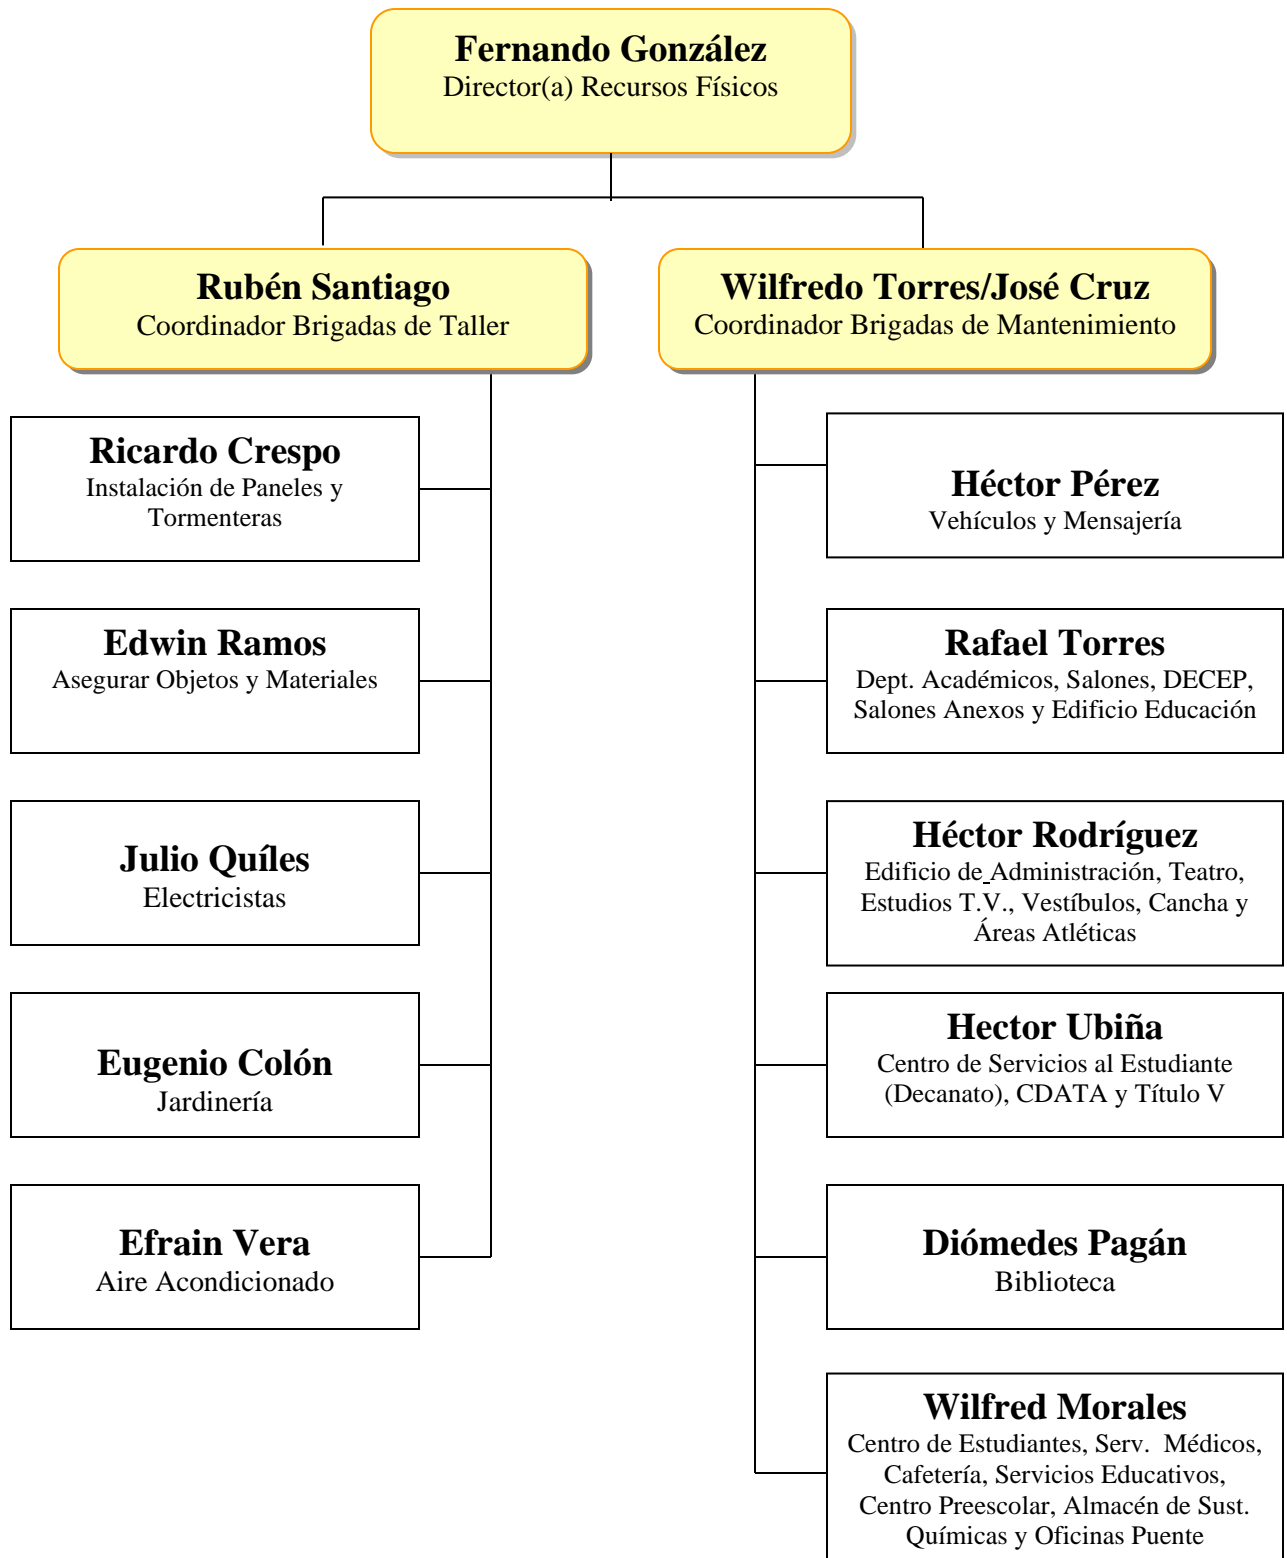 Fernando González
Director(a) Recursos Físicos
Rubén Santiago
Coordinador Brigadas de Taller
Wilfredo Torres/José Cruz
Coordinador Brigadas de Mantenimiento
Ricardo Crespo
Instalación de Paneles y
Tormenteras
Edwin Ramos
Asegurar Objetos y Materiales
Julio Quíles
Electricistas
Eugenio Colón
Jardinería
Efrain Vera
Aire Acondicionado
Héctor Pérez
Vehículos y Mensajería
Rafael Torres
Dept. Académicos, Salones, DECEP,
Salones Anexos y Edificio Educación
Héctor Rodríguez
Edificio de Administración, Teatro,
Estudios T.V., Vestíbulos, Cancha y
Áreas Atléticas
Hector Ubiña
Centro de Servicios al Estudiante
(Decanato), CDATA y Título V
Diómedes Pagán
Biblioteca
Wilfred Morales
Centro de Estudiantes, Serv. Médicos,
Cafetería, Servicios Educativos,
Centro Preescolar, Almacén de Sust.
Químicas y Oficinas Puente